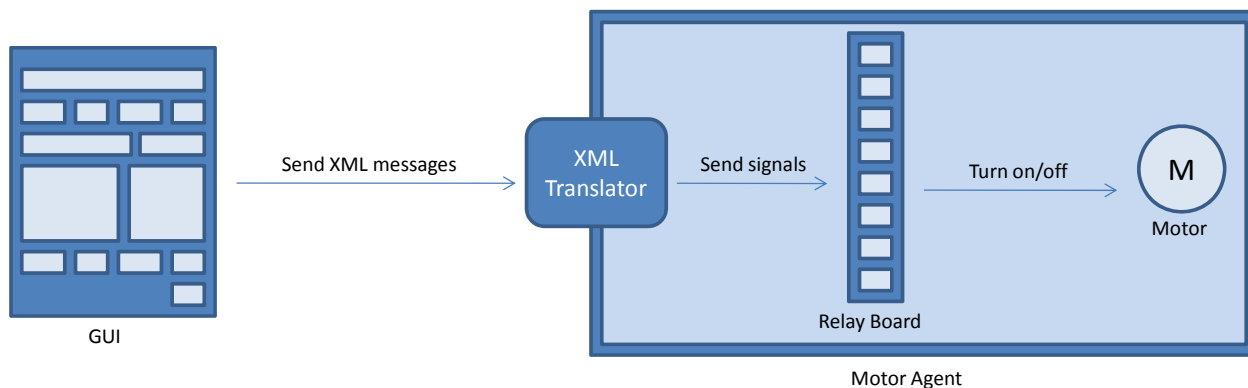 GUI
Send XML messages
XML
Translator
Send signals
Relay Board
Turn on/off
M
Motor
Motor Agent